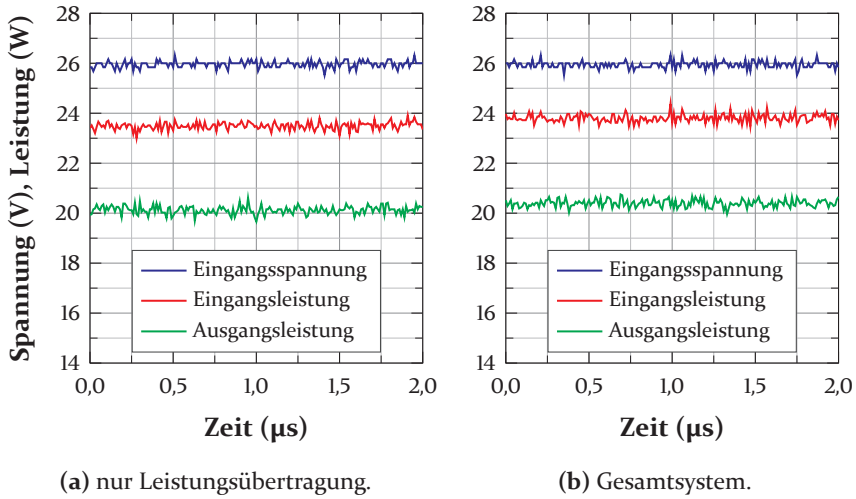 Spannung (V), Leistung (W)
28
26
24
22
20
18
16
14
0,0 0,5 1,0 1,5 2,0
Zeit (µs)
Eingangsspannung
Eingangsleistung
Ausgangsleistung
(a) nur Leistungsübertragung.
28
26
24
22
20
18
16
14
0,0 0,5 1,0 1,5 2,0
Zeit (µs)
Eingangsspannung
Eingangsleistung
Ausgangsleistung
(b) Gesamtsystem.